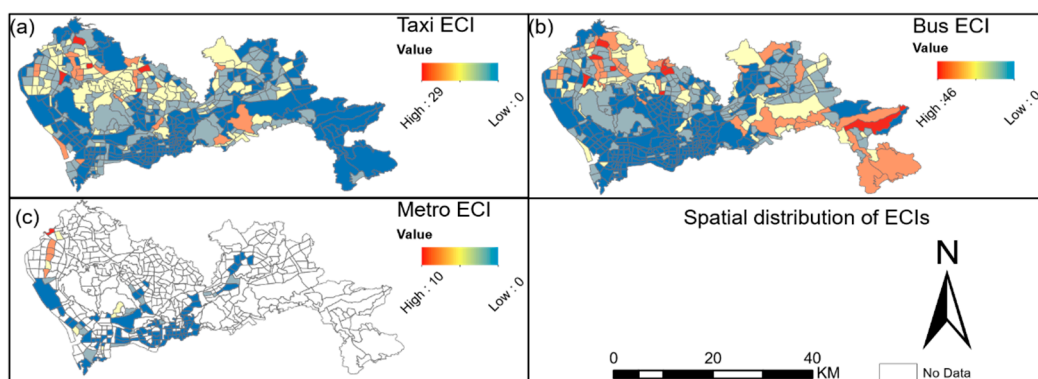 (a)
Taxi ECI
Value
High : 29
Low : 0
(b)
Bus ECI
Value
High : 46
Low : 0
(c)
Metro ECI
Value
High : 10
Low : 0
Spatial distribution of ECIs
N
0 20 40
KM
No Data